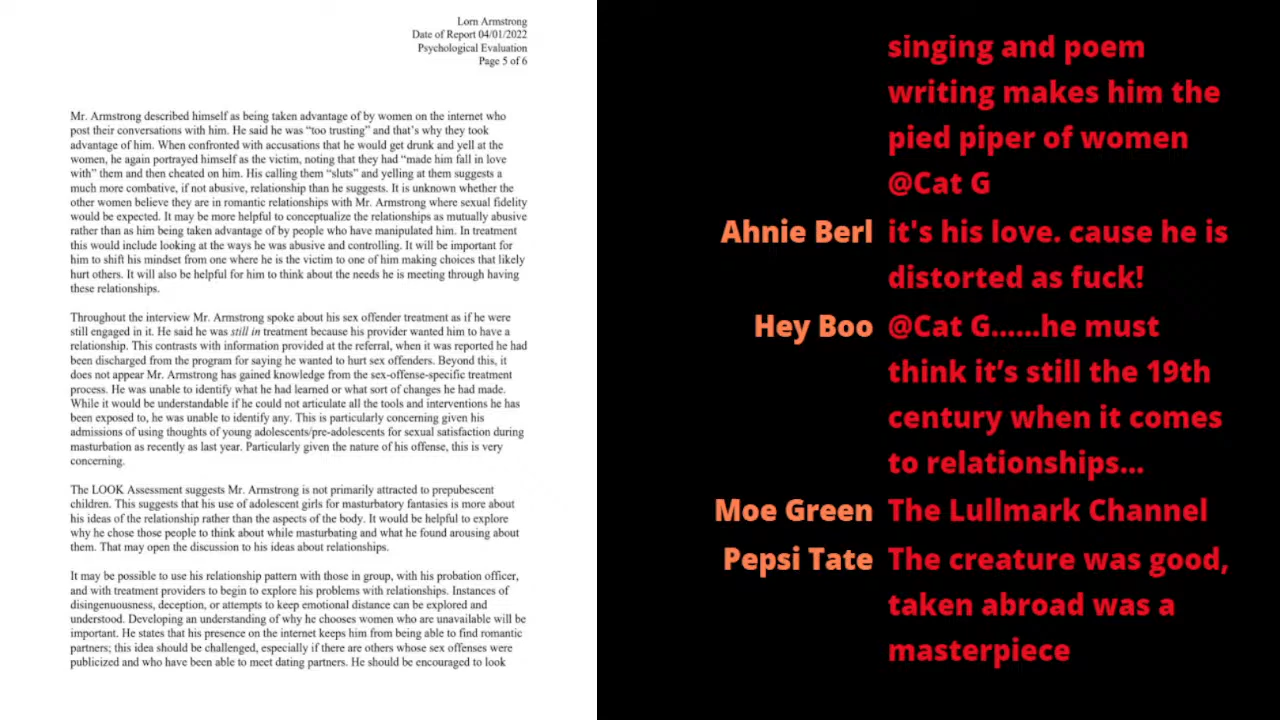 Lorn Armstrong
Date of Report 04/01/2022
Psychological Evaluation
Page 5 of 6
Mr. Armstrong described himself as being taken advantage of by women on the internet who
post their conversations with him. He said he was “too trusting” and that’s why they took
advantage of him. When confronted with accusations that he would get drunk and yell at the
women, he again portrayed himself as the victim, noting that they had “made him fall in love
with” them and then cheated on him. His calling them “sluts” and yelling at them suggests a
much more combative, if not abusive, relationship than he suggests. It is unknown whether the
other women believe they are in romantic relationships with Mr. Armstrong where sexual fidelity
would be expected. It may be more helpful to conceptualize the relationships as mutually abusive
rather than as him being taken advantage of by people who have manipulated him. In treatment
this would include looking at the ways he was abusive and controlling. It will be important for
him to shift his mindset from one where he is the victim to one of him making choices that likely
hurt others. It will also be helpful for him to think about the needs he is meeting through having
these relationships.
Throughout the interview Mr. Armstrong spoke about his sex offender treatment as if he were
still engaged in it. He said he was still in treatment because his provider wanted him to have a
relationship. This contrasts with information provided at the referral, when it was reported he had
been discharged from the program for saying he wanted to hurt sex offenders. Beyond this, it
does not appear Mr. Armstrong has gained knowledge from the sex-offense-specific treatment
process. He was unable to identify what he had learned or what sort of changes he had made.
While it would be understandable if he could not articulate all the tools and interventions he has
been exposed to, he was unable to identify any. This is particularly concerning given his
admissions of using thoughts of young adolescents/pre-adolescents for sexual satisfaction during
masturbation as recently as last year. Particularly given the nature of his offense, this is very
concerning.
The LOOK Assessment suggests Mr. Armstrong is not primarily attracted to prepubescent
children. This suggests that his use of adolescent girls for masturbatory fantasies is more about
his ideas of the relationship rather than the aspects of the body. It would be helpful to explore
why he chose those people to think about while masturbating and what he found arousing about
them. That may open the discussion to his ideas about relationships.
It may be possible to use his relationship pattern with those in group, with his probation officer,
and with treatment providers to begin to explore his problems with relationships. Instances of
disingenuousness, deception, or attempts to keep emotional distance can be explored and
understood. Developing an understanding of why he chooses women who are unavailable will be
important. He states that his presence on the internet keeps him from being able to find romantic
partners; this idea should be challenged, especially if there are others whose sex offenses were
publicized and who have been able to meet dating partners. He should be encouraged to look
singing and poem
writing makes him the
pied piper of women
@Cat G
Ahnie Berl it's his love. cause he is
distorted as fuck!
Hey Boo @Cat G......he must
think it’s still the 19th
century when it comes
to relationships...
Moe Green The Lullmark Channel
Pepsi Tate The creature was good,
taken abroad was a
masterpiece